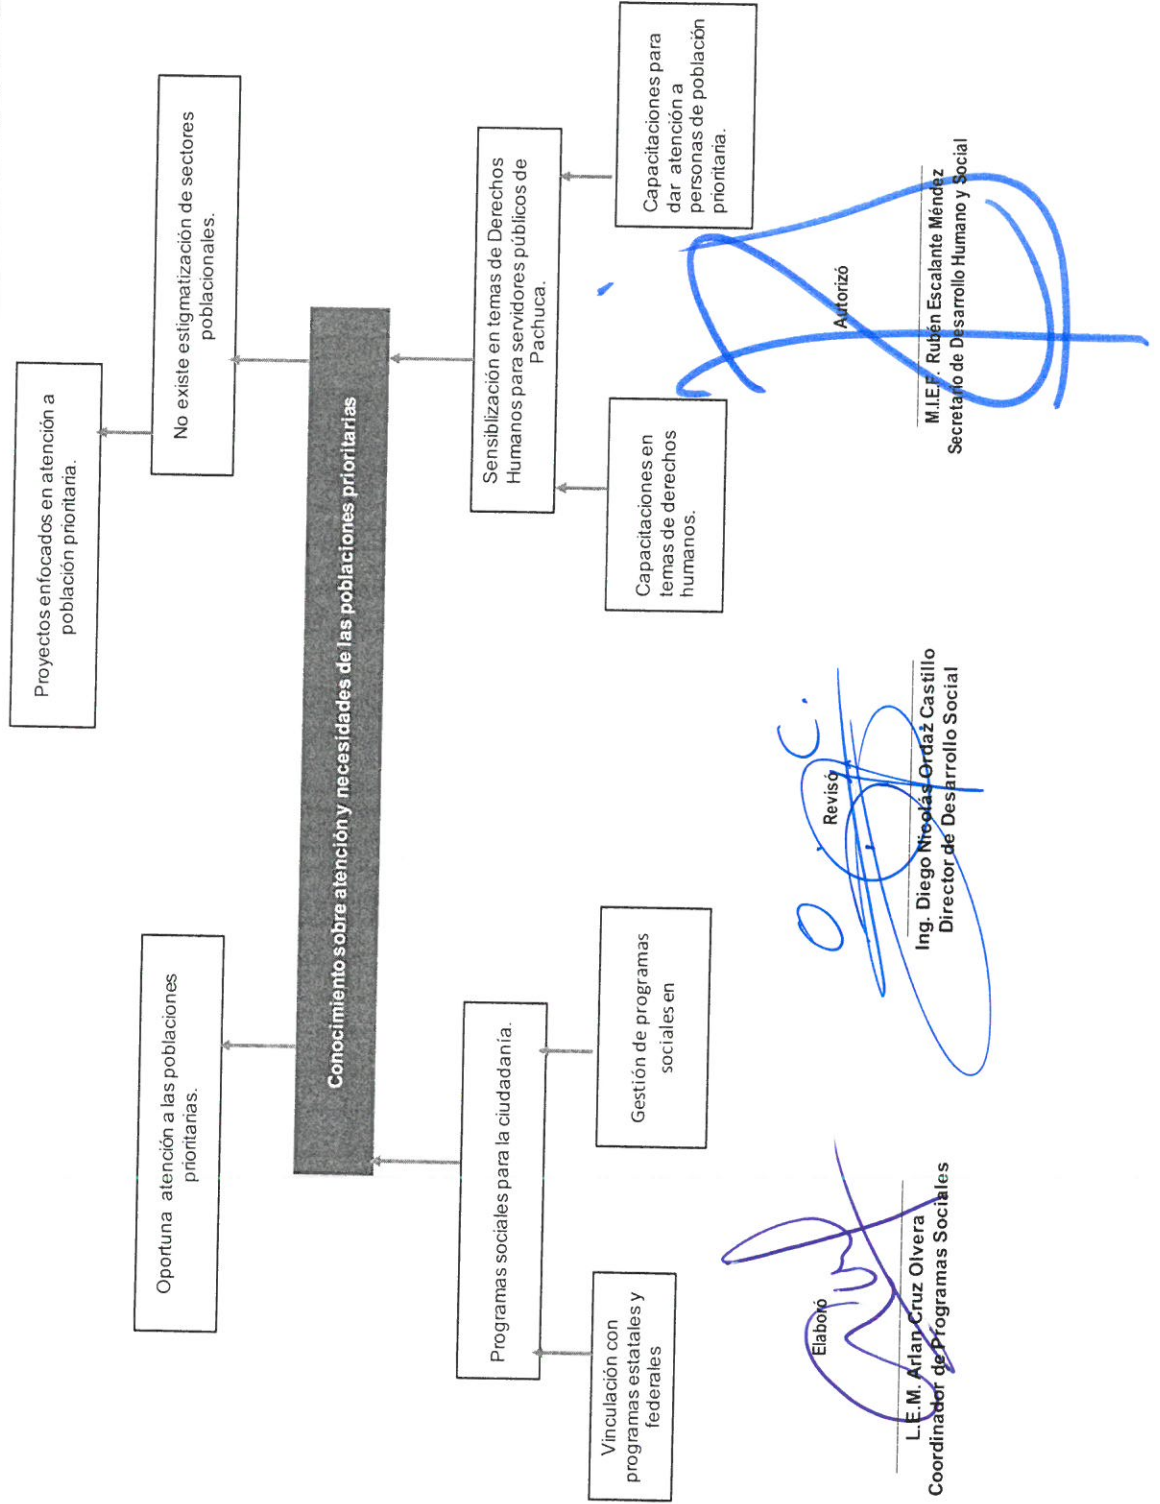 Proyectos enfocados en atención a
población prioritaria.
Oportuna atención a las poblaciones
prioritarias.
No existe estigmatización de sectores
poblacionales.
Conocimiento sobre atención y necesidades de las poblaciones prioritarias
Programas sociales para la ciudadanía.
Sensiblización en temas de Derechos
Humanos para servidores públicos de
Pachuca.
Vinculación con
programas estatales y
federales
Gestión de programas
sociales en
Capacitaciones en
temas de derechos
humanos.
Capacitaciones para
dar atención a
personas de población
prioritaria.
Elaboró
L.E.M. Arlan Cruz Olvera
Coordinador de Programas Sociales
O. C.
Revisó
Ing. Diego Nicolás Ordaz Castillo
Director de Desarrollo Social
Autorizó
M.I.E.F. Rubén Escalante Méndez
Secretario de Desarrollo Humano y Social